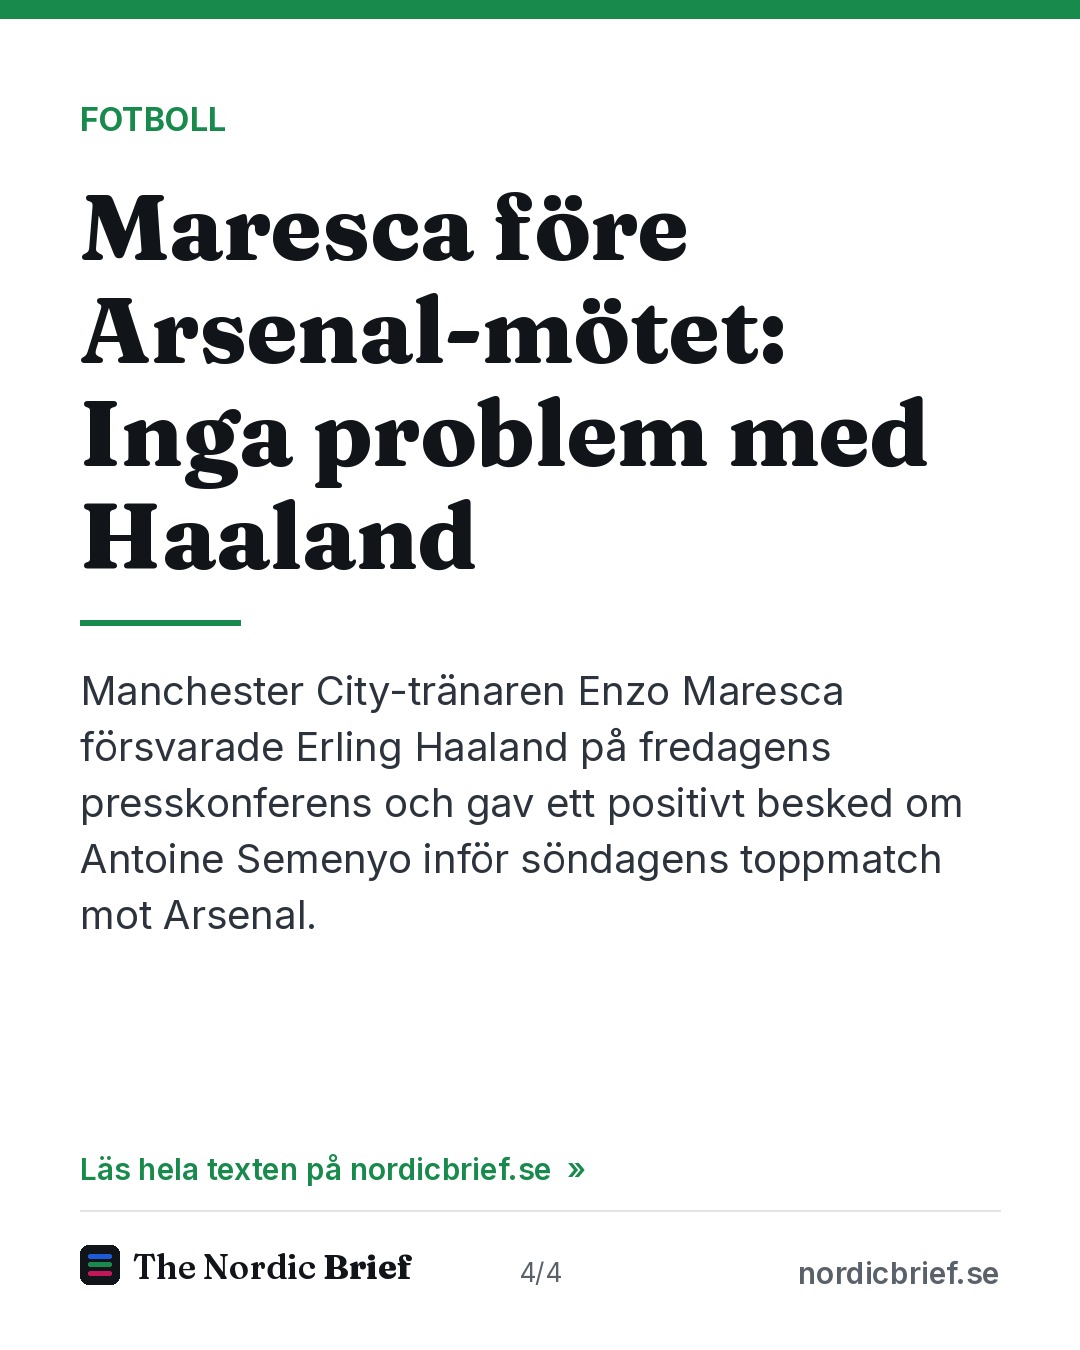 FOTBOLL
Maresca före
Arsenal-mötet:
Inga problem med
Haaland
Manchester City-tränaren Enzo Maresca
försvarade Erling Haaland på fredagens
presskonferens och gav ett positivt besked om
Antoine Semenyo inför söndagens toppmatch
mot Arsenal.
Läs hela texten på nordicbrief.se »
The Nordic Brief
4/4
nordicbrief.se